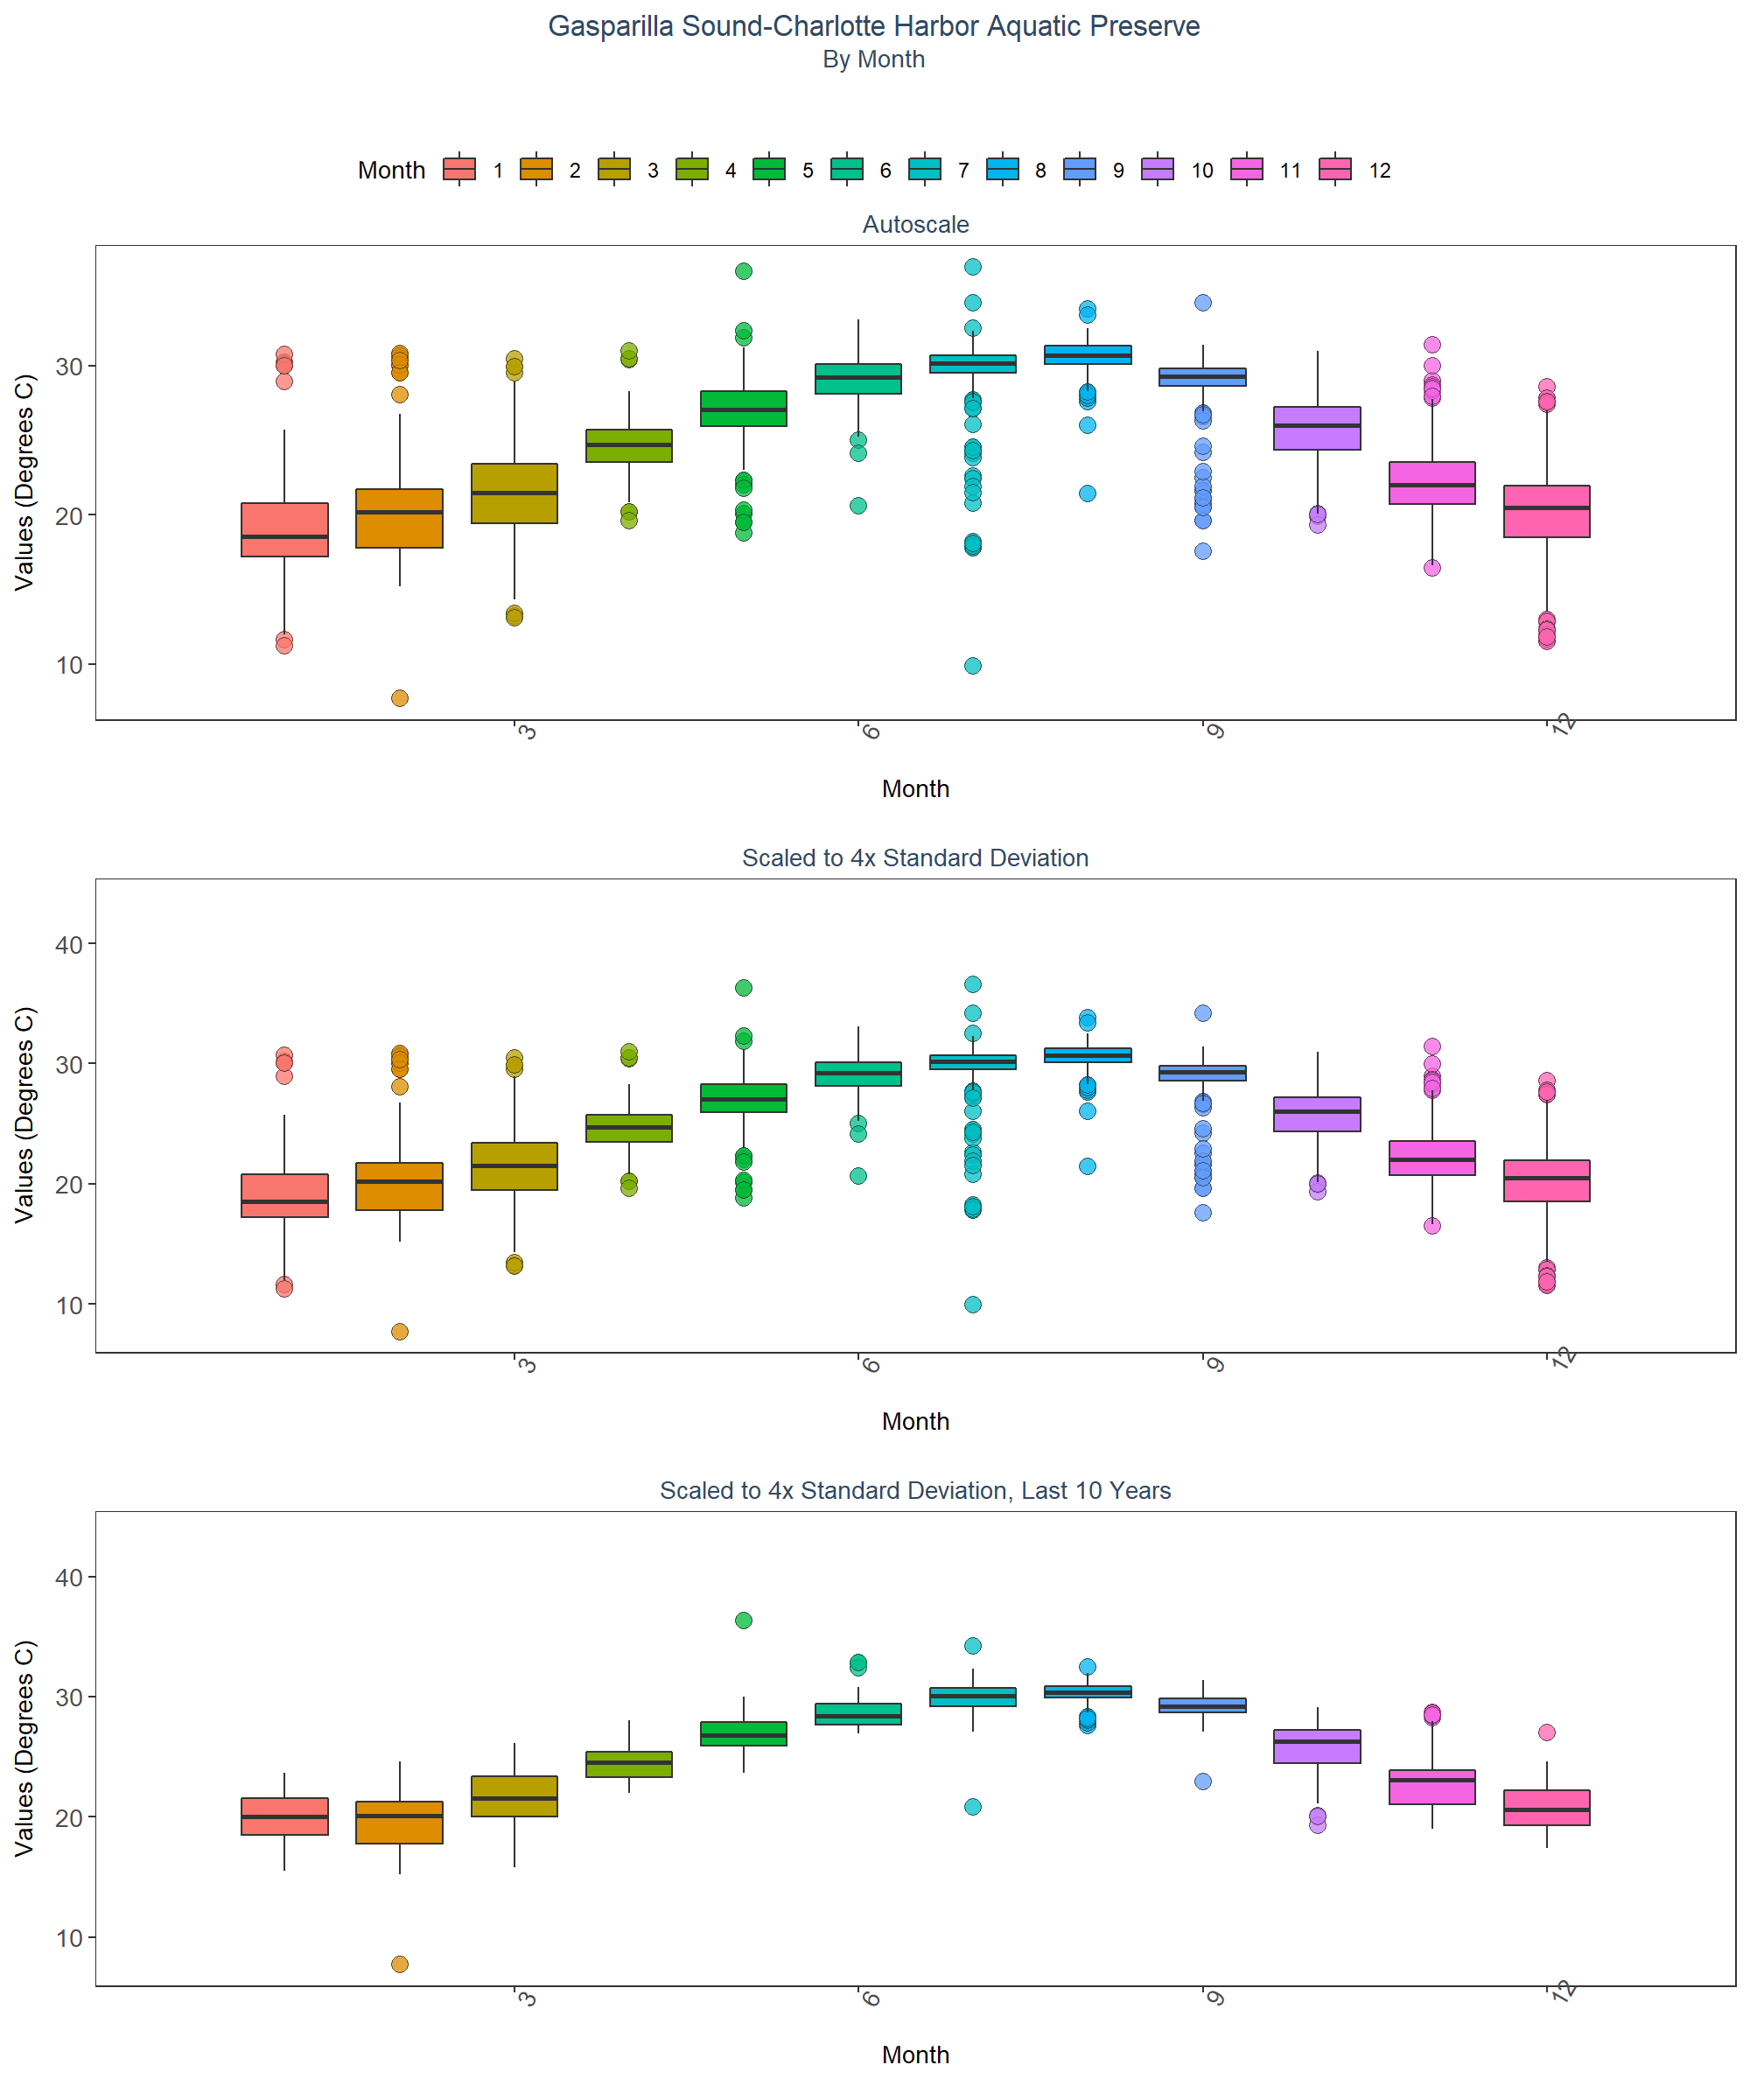 Gasparilla Sound-Charlotte Harbor Aquatic Preserve
By Month
Month 1 2 3 4 5 6 7 8 9 10 11 12
Autoscale
Values (Degrees C)
30
20
10
3 6 9 12
Month
Scaled to 4x Standard Deviation
Values (Degrees C)
40
30
20
10
3 6 9 12
Month
Scaled to 4x Standard Deviation, Last 10 Years
Values (Degrees C)
40
30
20
10
3 6 9 12
Month